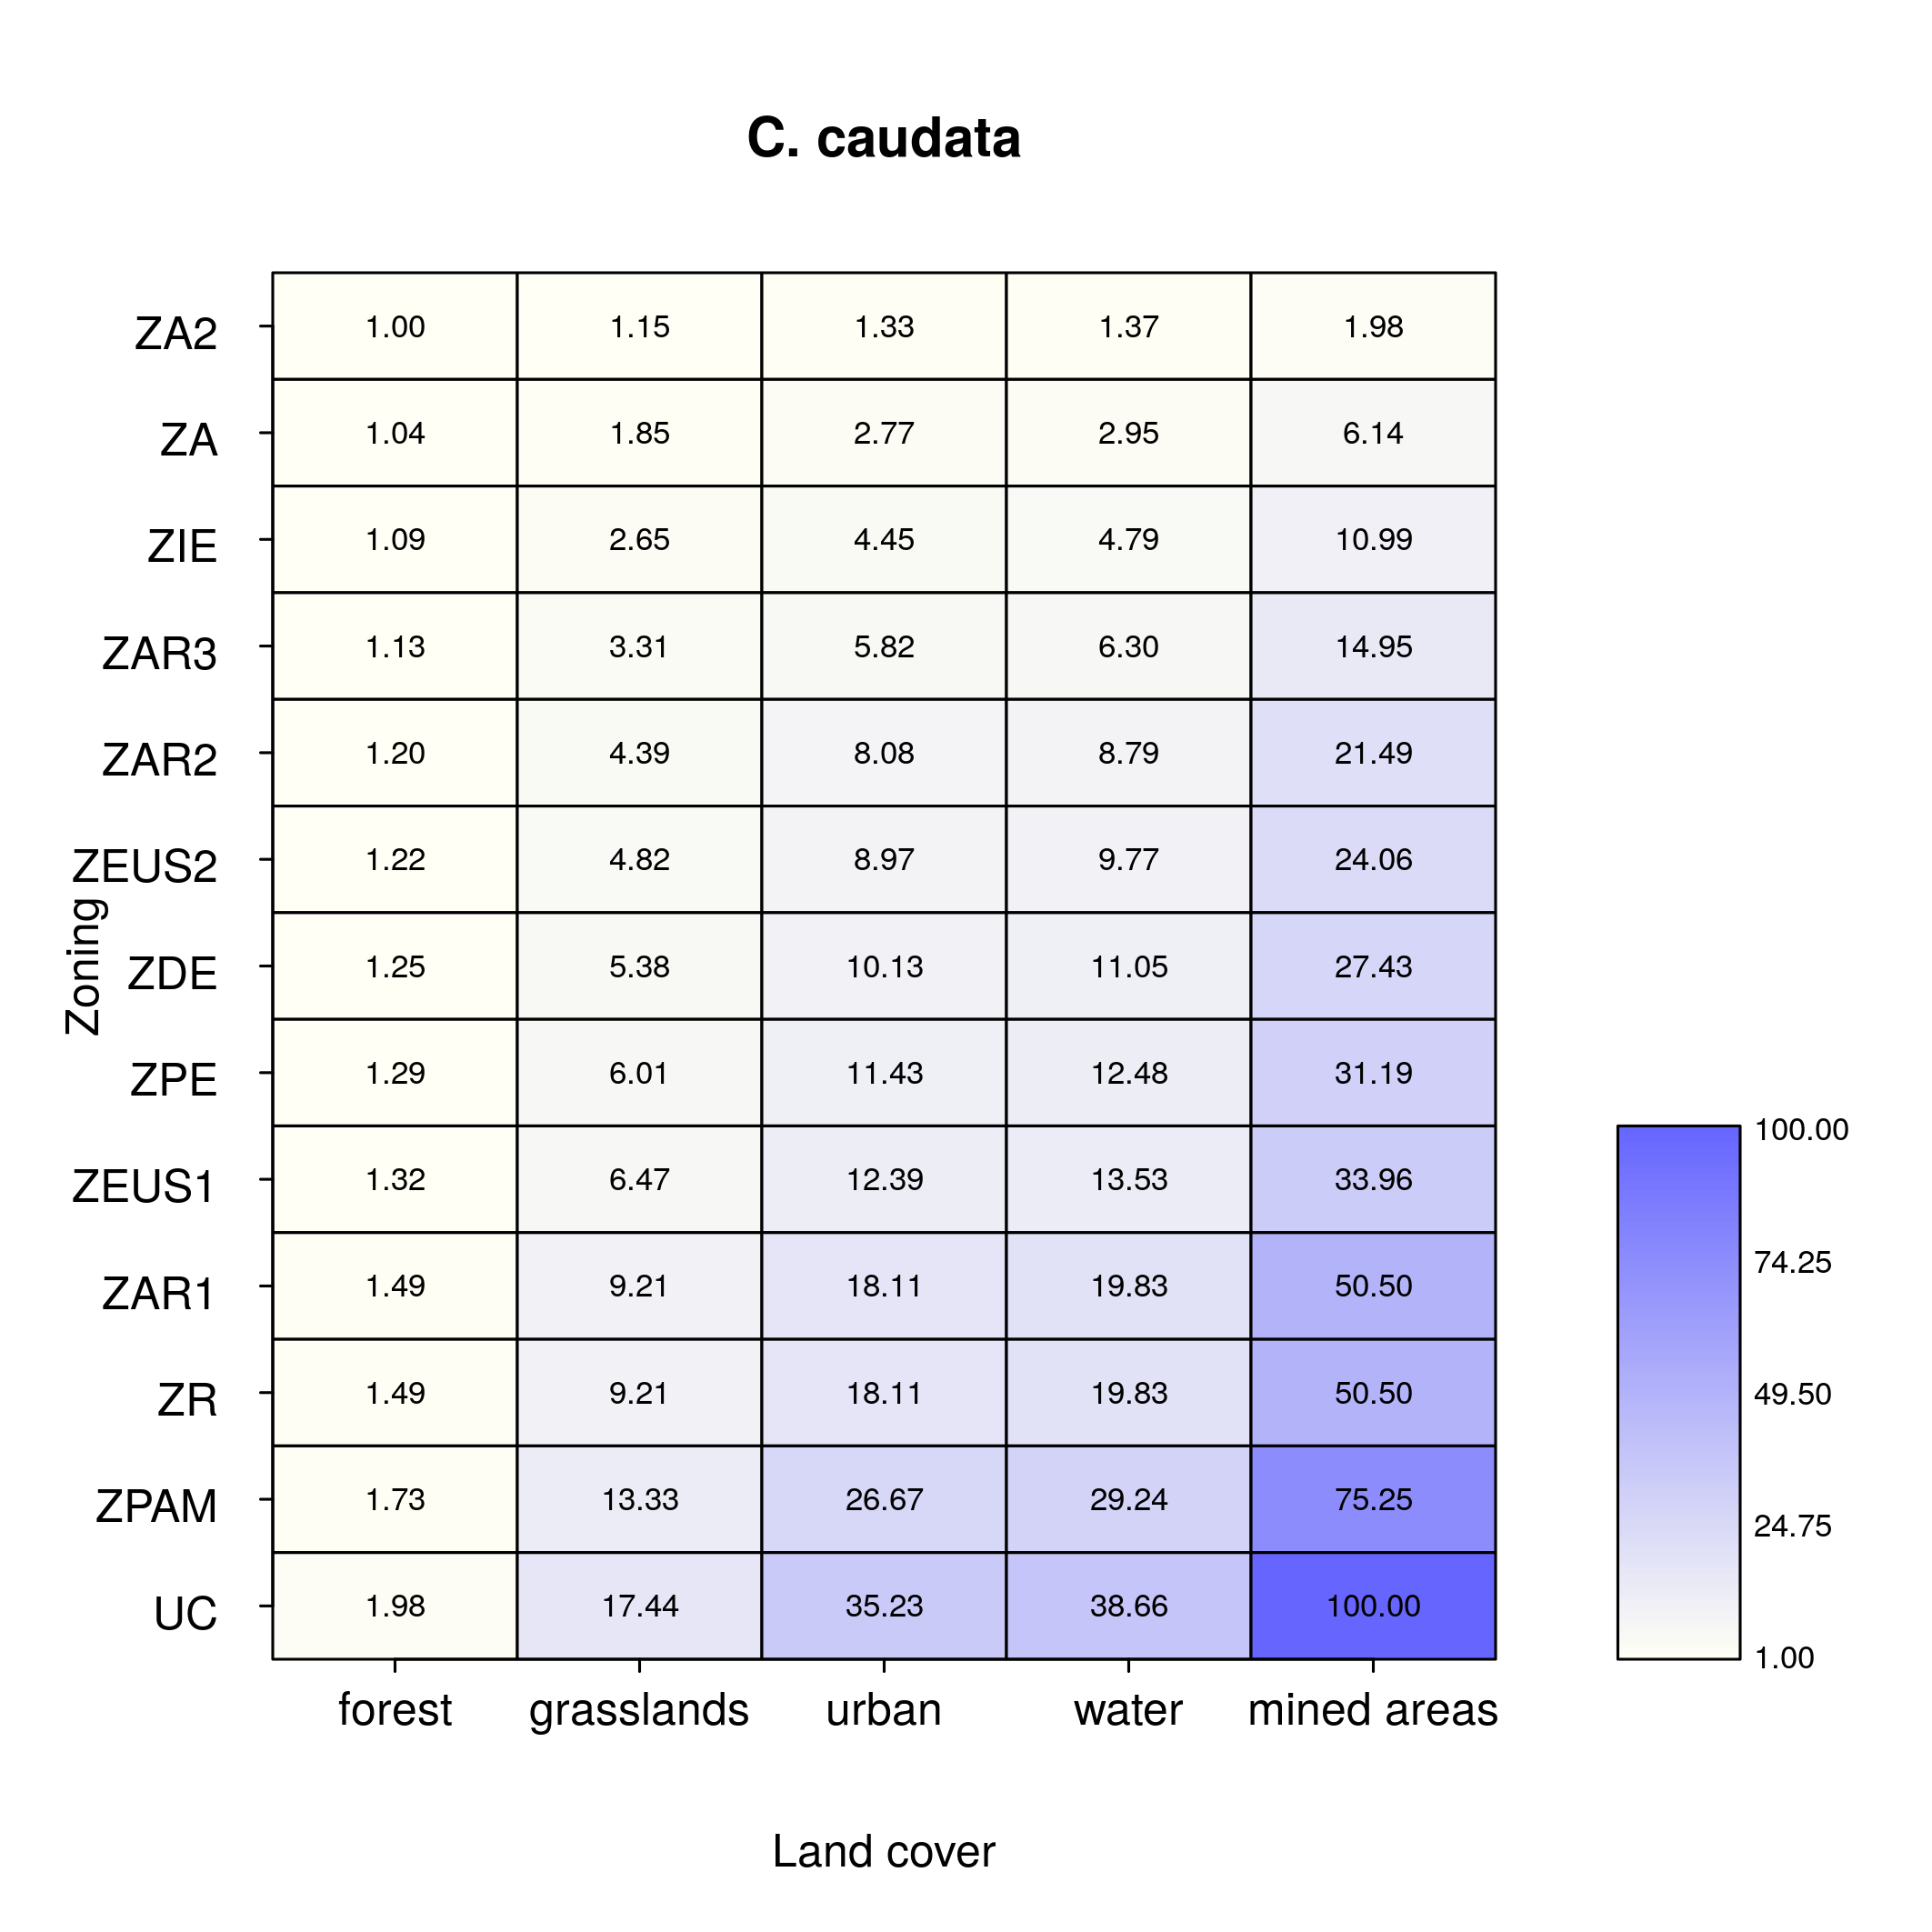 C. caudata
ZA2 1.00 1.15 1.33 1.37 1.98
ZA 1.04 1.85 2.77 2.95 6.14
ZIE 1.09 2.65 4.45 4.79 10.99
ZAR3 1.13 3.31 5.82 6.30 14.95
ZAR2 1.20 4.39 8.08 8.79 21.49
ZEUS2 1.22 4.82 8.97 9.77 24.06
Zoning
ZDE 1.25 5.38 10.13 11.05 27.43
ZPE 1.29 6.01 11.43 12.48 31.19
ZEUS1 1.32 6.47 12.39 13.53 33.96
ZAR1 1.49 9.21 18.11 19.83 50.50
ZR 1.49 9.21 18.11 19.83 50.50
ZPAM 1.73 13.33 26.67 29.24 75.25
UC 1.98 17.44 35.23 38.66 100.00
forest grasslands urban water mined areas
Land cover
100.00
74.25
49.50
24.75
1.00